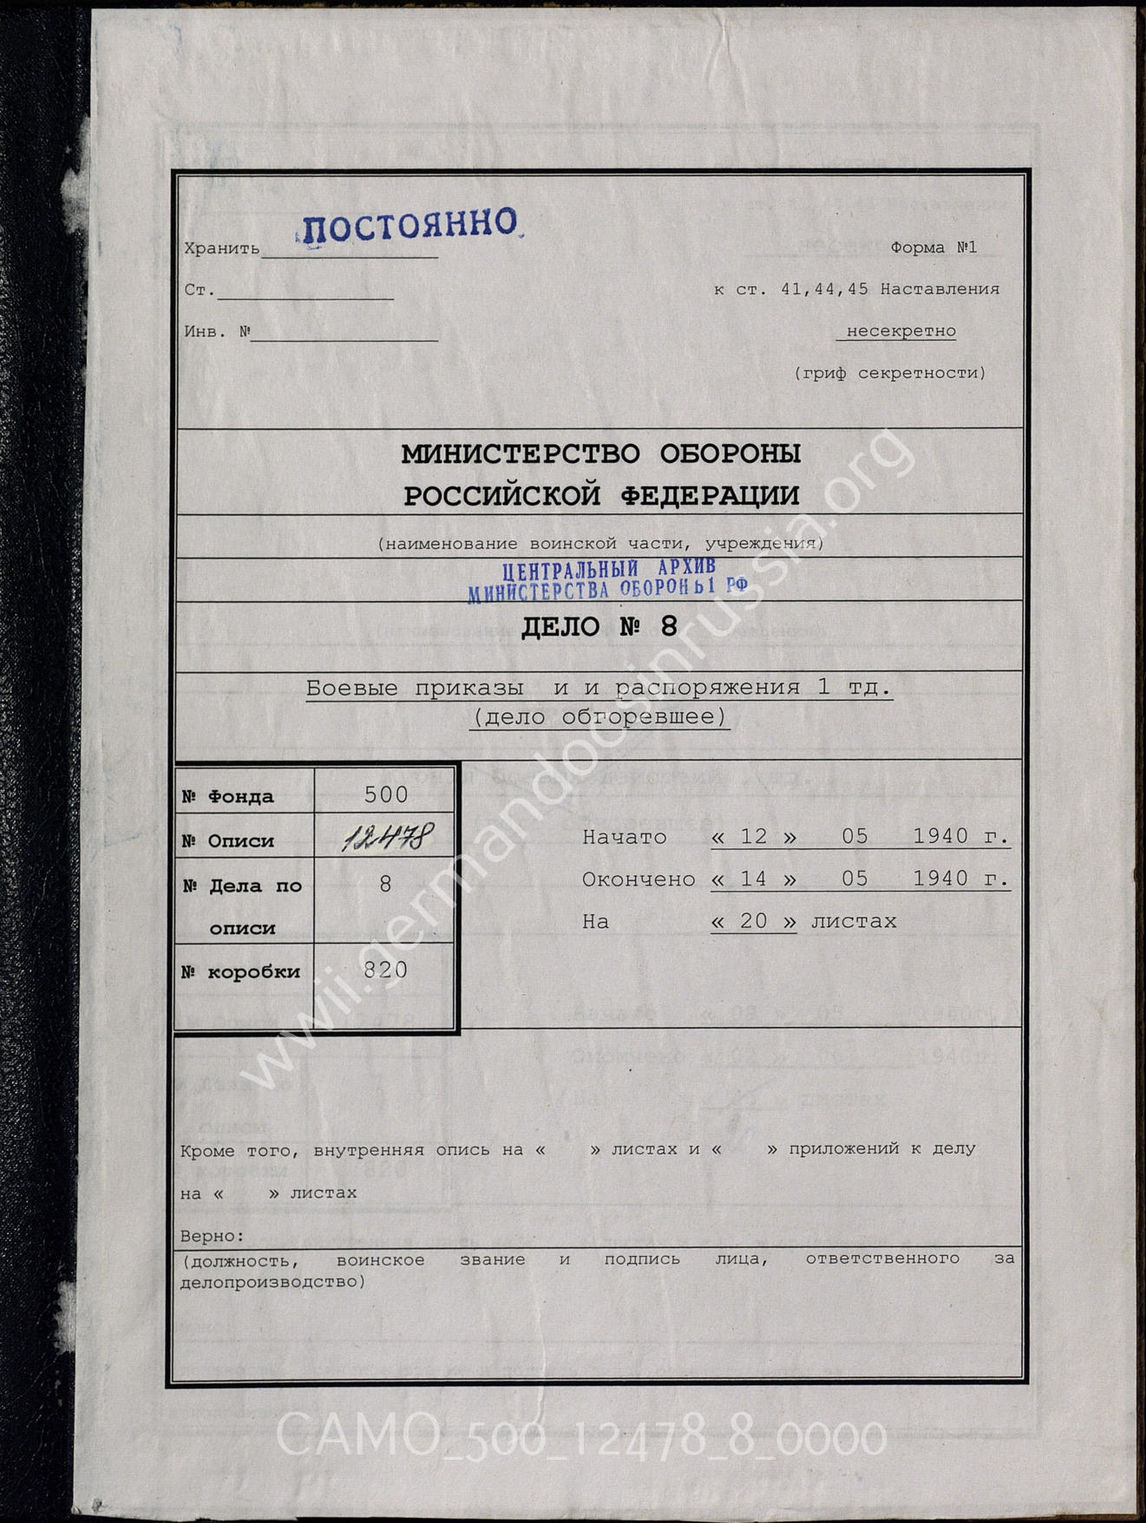 ПОСТОЯННО
Хранить
Форма №1
Ст.
к ст. 41,44,45 Наставления
Инв. №
несекретно
(гриф секретности)
МИНИСТЕРСТВО ОБОРОНЫ
РОССИЙСКОЙ ФЕДЕРАЦИИ
(наименование воинской части, учреждения)
ЦЕНТРАЛЬНЫЙ АРХИВ
МИНИСТЕРСТВА ОБОРОНЫ РФ
ДЕЛО № 8
Боевые приказы и и распоряжения 1 тд.
(дело обгоревшее)
№ Фонда 500
№ Описи 12478
№ Дела по 8
описи
№ коробки 820
Начато « 12 » 05 1940 г.
Окончено « 14 » 05 1940 г.
На « 20 » листах
Кроме того, внутренняя опись на « » листах и « » приложений к делу
на « » листах
Верно:
(должность, воинское звание и подпись лица, ответственного за
делопроизводство)
wwii.germandocsinrussia.org
CAMO_500_12478_8_0000